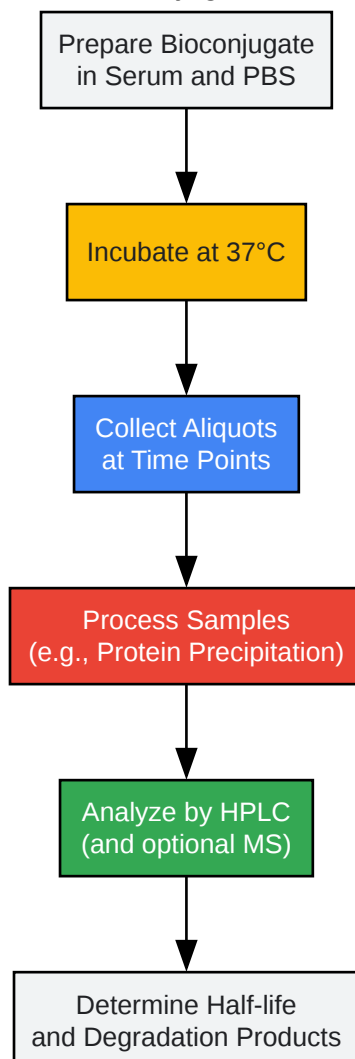 Prepare Bioconjugate
in Serum and PBS
Incubate at 37°C
Collect Aliquots
at Time Points
Process Samples
(e.g., Protein Precipitation)
Analyze by HPLC
(and optional MS)
Determine Half-life
and Degradation Products